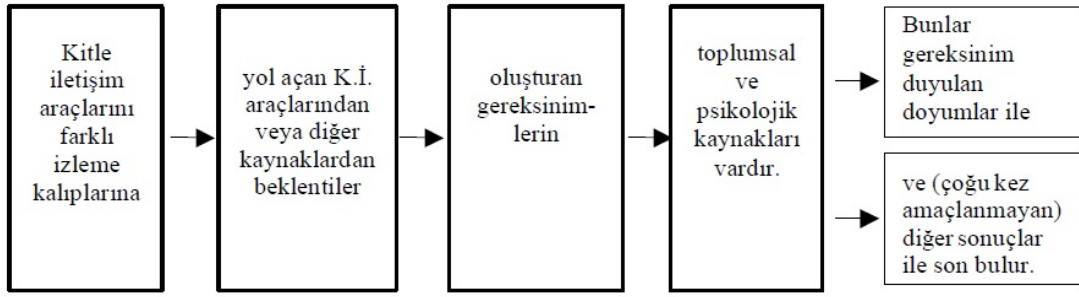 Kitle
iletişim
araçlarını
farklı
izleme
kalıplarına
yol açan K.İ.
araçlarından
veya diğer
kaynaklardan
beklentiler
oluşturan
gereksinim-
lerin
toplumsal
ve
psikolojik
kaynakları
vardır.
Bunlar
gereksinim
duyulan
doyumlar ile
ve (çoğu kez
amaçlanmayan)
diğer sonuçlar
ile son bulur.